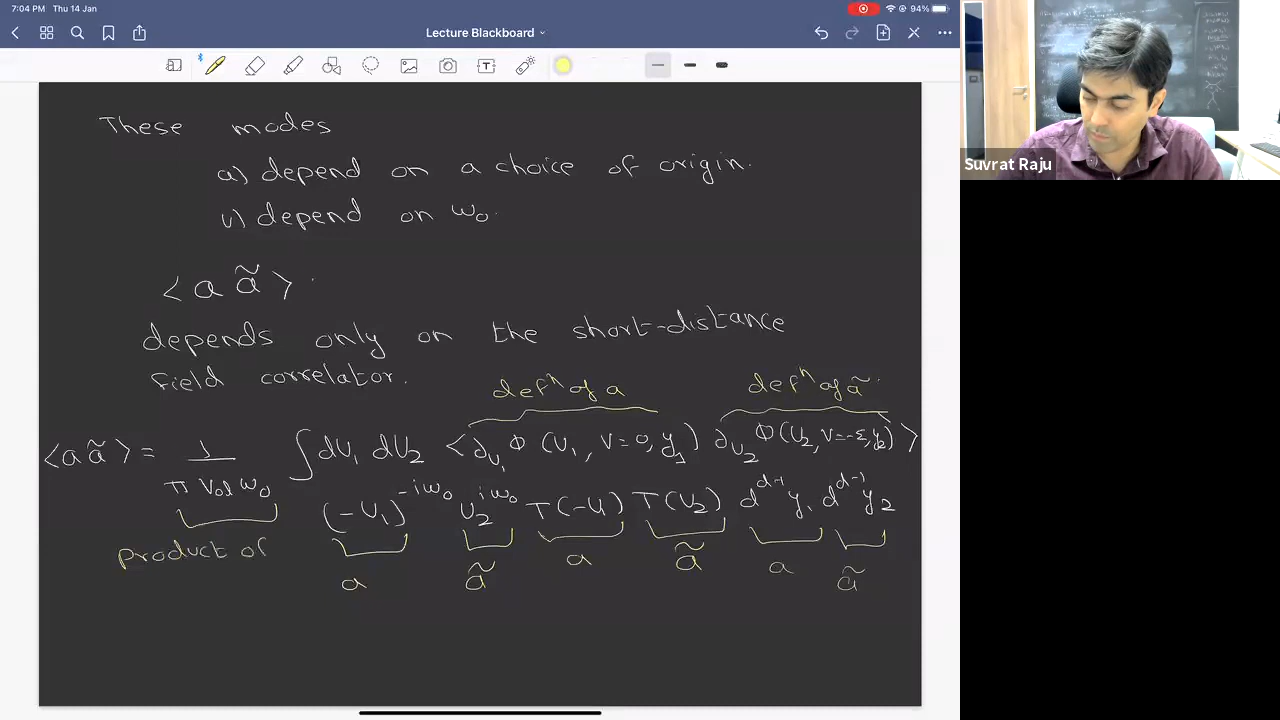 7:04 PM Thu 14 Jan
94%
Lecture Blackboard
Suvrat Raju
These modes
a) depend on a choice of origin.
b) depend on ω₀.
<a ã>.
depends only on the short-distance
field correlator.
defⁿ of a defⁿ of ã
<a ã> = 1/(π Vol ω₀) ∫dU₁ dU₂ <∂_U₁ Φ (U₁, V=0, y₁) ∂_U₂ Φ(U₂, V=-ε, y₂)>
(-U₁)^(-iω₀) U₂^(iω₀) T(-U₁) T(U₂) d^(d-1)y₁ d^(d-1)y₂
product of a ã a ã a ã